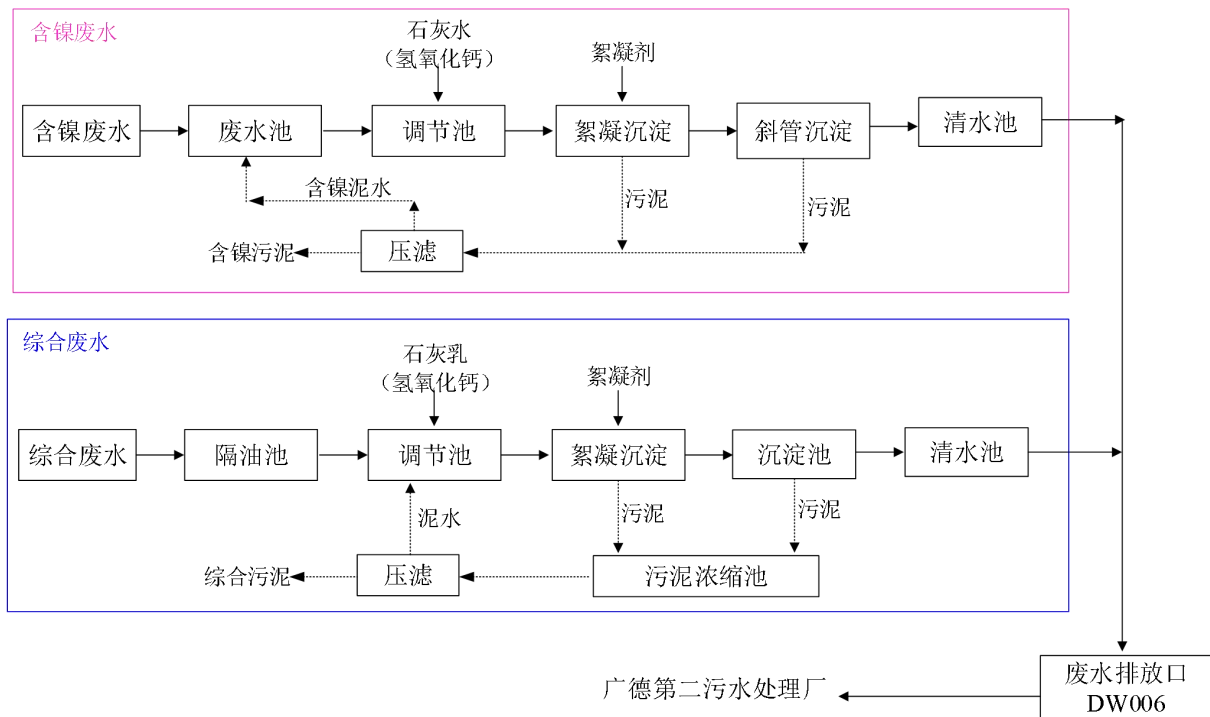 含镍废水
石灰水
（氢氧化钙）
絮凝剂
含镍废水
废水池
调节池
絮凝沉淀
斜管沉淀
清水池
含镍泥水
污泥
污泥
含镍污泥
压滤
综合废水
石灰乳
（氢氧化钙）
絮凝剂
综合废水
隔油池
调节池
絮凝沉淀
沉淀池
清水池
泥水
污泥
污泥
综合污泥
压滤
污泥浓缩池
广德第二污水处理厂
废水排放口
DW006